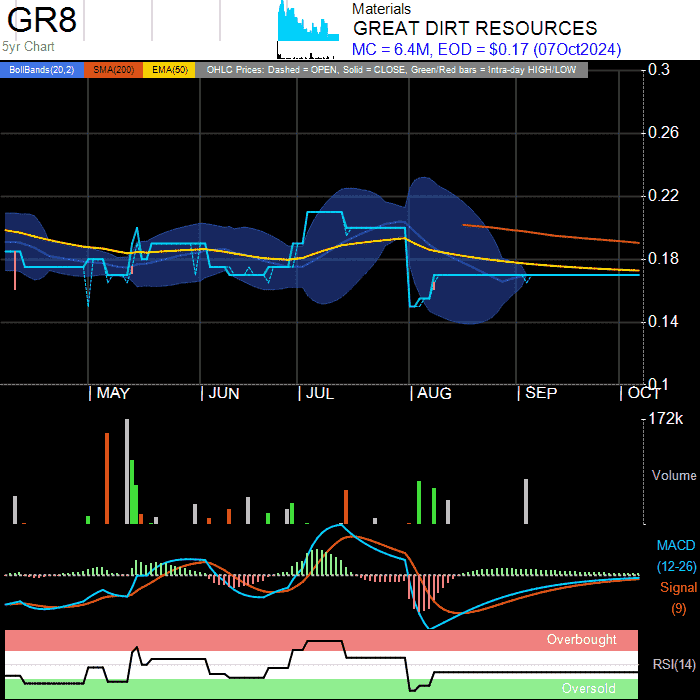 GR8
5yr Chart
Materials
GREAT DIRT RESOURCES
MC = 6.4M, EOD = $0.17 (07Oct2024)
BollBands(20,2) SMA(200) EMA(50) OHLC Prices: Dashed = OPEN, Solid = CLOSE, Green/Red bars = Intra-day HIGH/LOW
0.3
0.26
0.22
0.18
0.14
0.1
MAY JUN JUL AUG SEP OCT
172k
Volume
MACD
(12-26)
Signal
(9)
Overbought
RSI(14)
Oversold